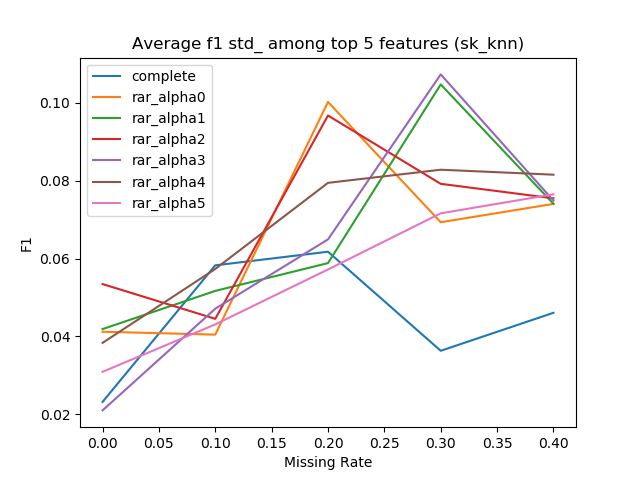 Average f1 std_ among top 5 features (sk_knn)
complete
rar_alpha0
rar_alpha1
rar_alpha2
rar_alpha3
rar_alpha4
rar_alpha5
0.10
0.08
0.06
0.04
0.02
F1
0.00 0.05 0.10 0.15 0.20 0.25 0.30 0.35 0.40
Missing Rate